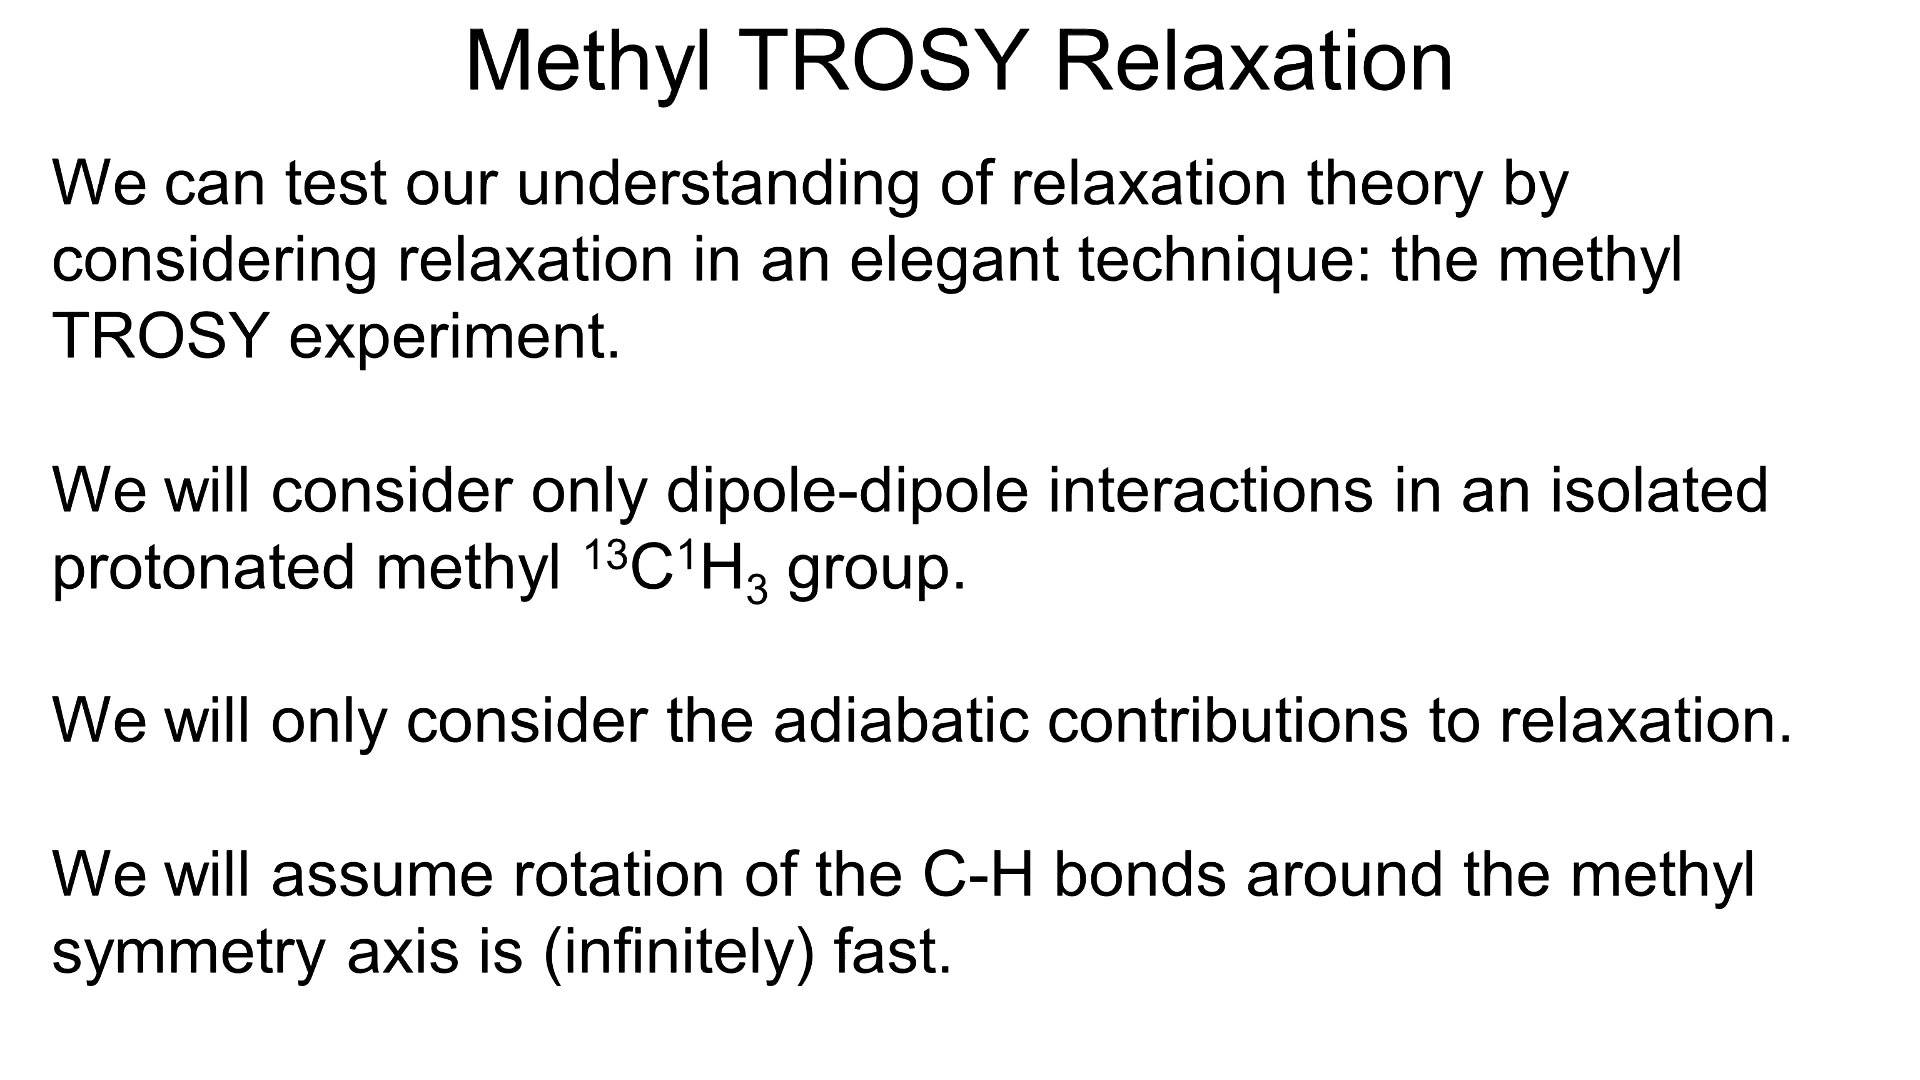 Methyl TROSY Relaxation
We can test our understanding of relaxation theory by
considering relaxation in an elegant technique: the methyl
TROSY experiment.
We will consider only dipole-dipole interactions in an isolated
protonated methyl ¹³C¹H₃ group.
We will only consider the adiabatic contributions to relaxation.
We will assume rotation of the C-H bonds around the methyl
symmetry axis is (infinitely) fast.